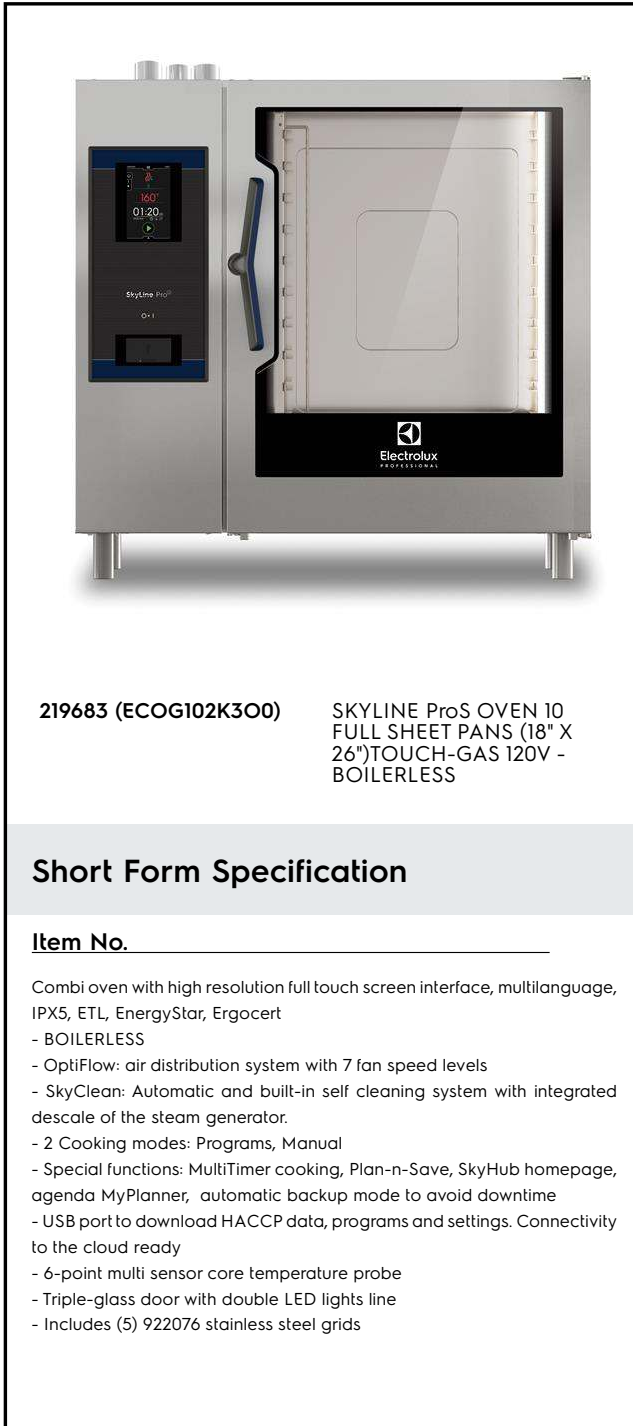 160°
01:20
SkyLine ProS
Electrolux
PROFESSIONAL
219683 (ECOG102K3O0)
SKYLINE ProS OVEN 10
FULL SHEET PANS (18" X
26")TOUCH-GAS 120V -
BOILERLESS
Short Form Specification
Item No.
Combi oven with high resolution full touch screen interface, multilanguage,
IPX5, ETL, EnergyStar, Ergocert
- BOILERLESS
- OptiFlow: air distribution system with 7 fan speed levels
- SkyClean: Automatic and built-in self cleaning system with integrated
descale of the steam generator.
- 2 Cooking modes: Programs, Manual
- Special functions: MultiTimer cooking, Plan-n-Save, SkyHub homepage,
agenda MyPlanner, automatic backup mode to avoid downtime
- USB port to download HACCP data, programs and settings. Connectivity
to the cloud ready
- 6-point multi sensor core temperature probe
- Triple-glass door with double LED lights line
- Includes (5) 922076 stainless steel grids